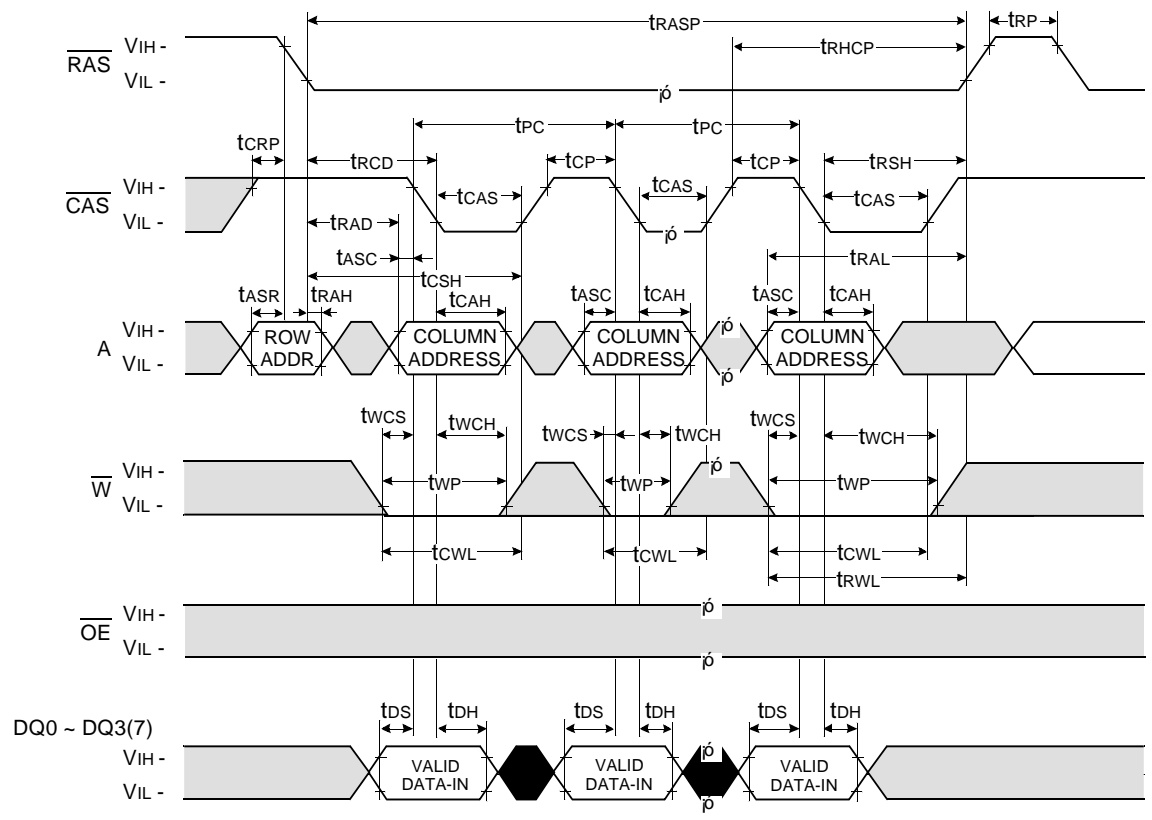 tRASP
tRP
tRHCP
RAS
VIH -
VIL -
¡ó
tPC
tPC
tCRP
tRCD
tCP
tCP
tRSH
CAS
VIH -
VIL -
tCAS
tCAS
tCAS
¡ó
tRAD
tASC
tCSH
tRAL
tASR
tRAH
tCAH
tASC
tCAH
tASC
tCAH
A
VIH -
VIL -
ROW
ADDR
COLUMN
ADDRESS
COLUMN
ADDRESS
¡ó
¡ó
COLUMN
ADDRESS
tWCS
tWCH
tWCS
tWCH
tWCS
tWCH
W
VIH -
VIL -
tWP
tWP
¡ó
tWP
tCWL
tCWL
tCWL
tRWL
OE
VIH -
VIL -
¡ó
¡ó
tDS
tDH
tDS
tDH
tDS
tDH
DQ0 ~ DQ3(7)
VIH -
VIL -
VALID
DATA-IN
VALID
DATA-IN
¡ó
¡ó
VALID
DATA-IN